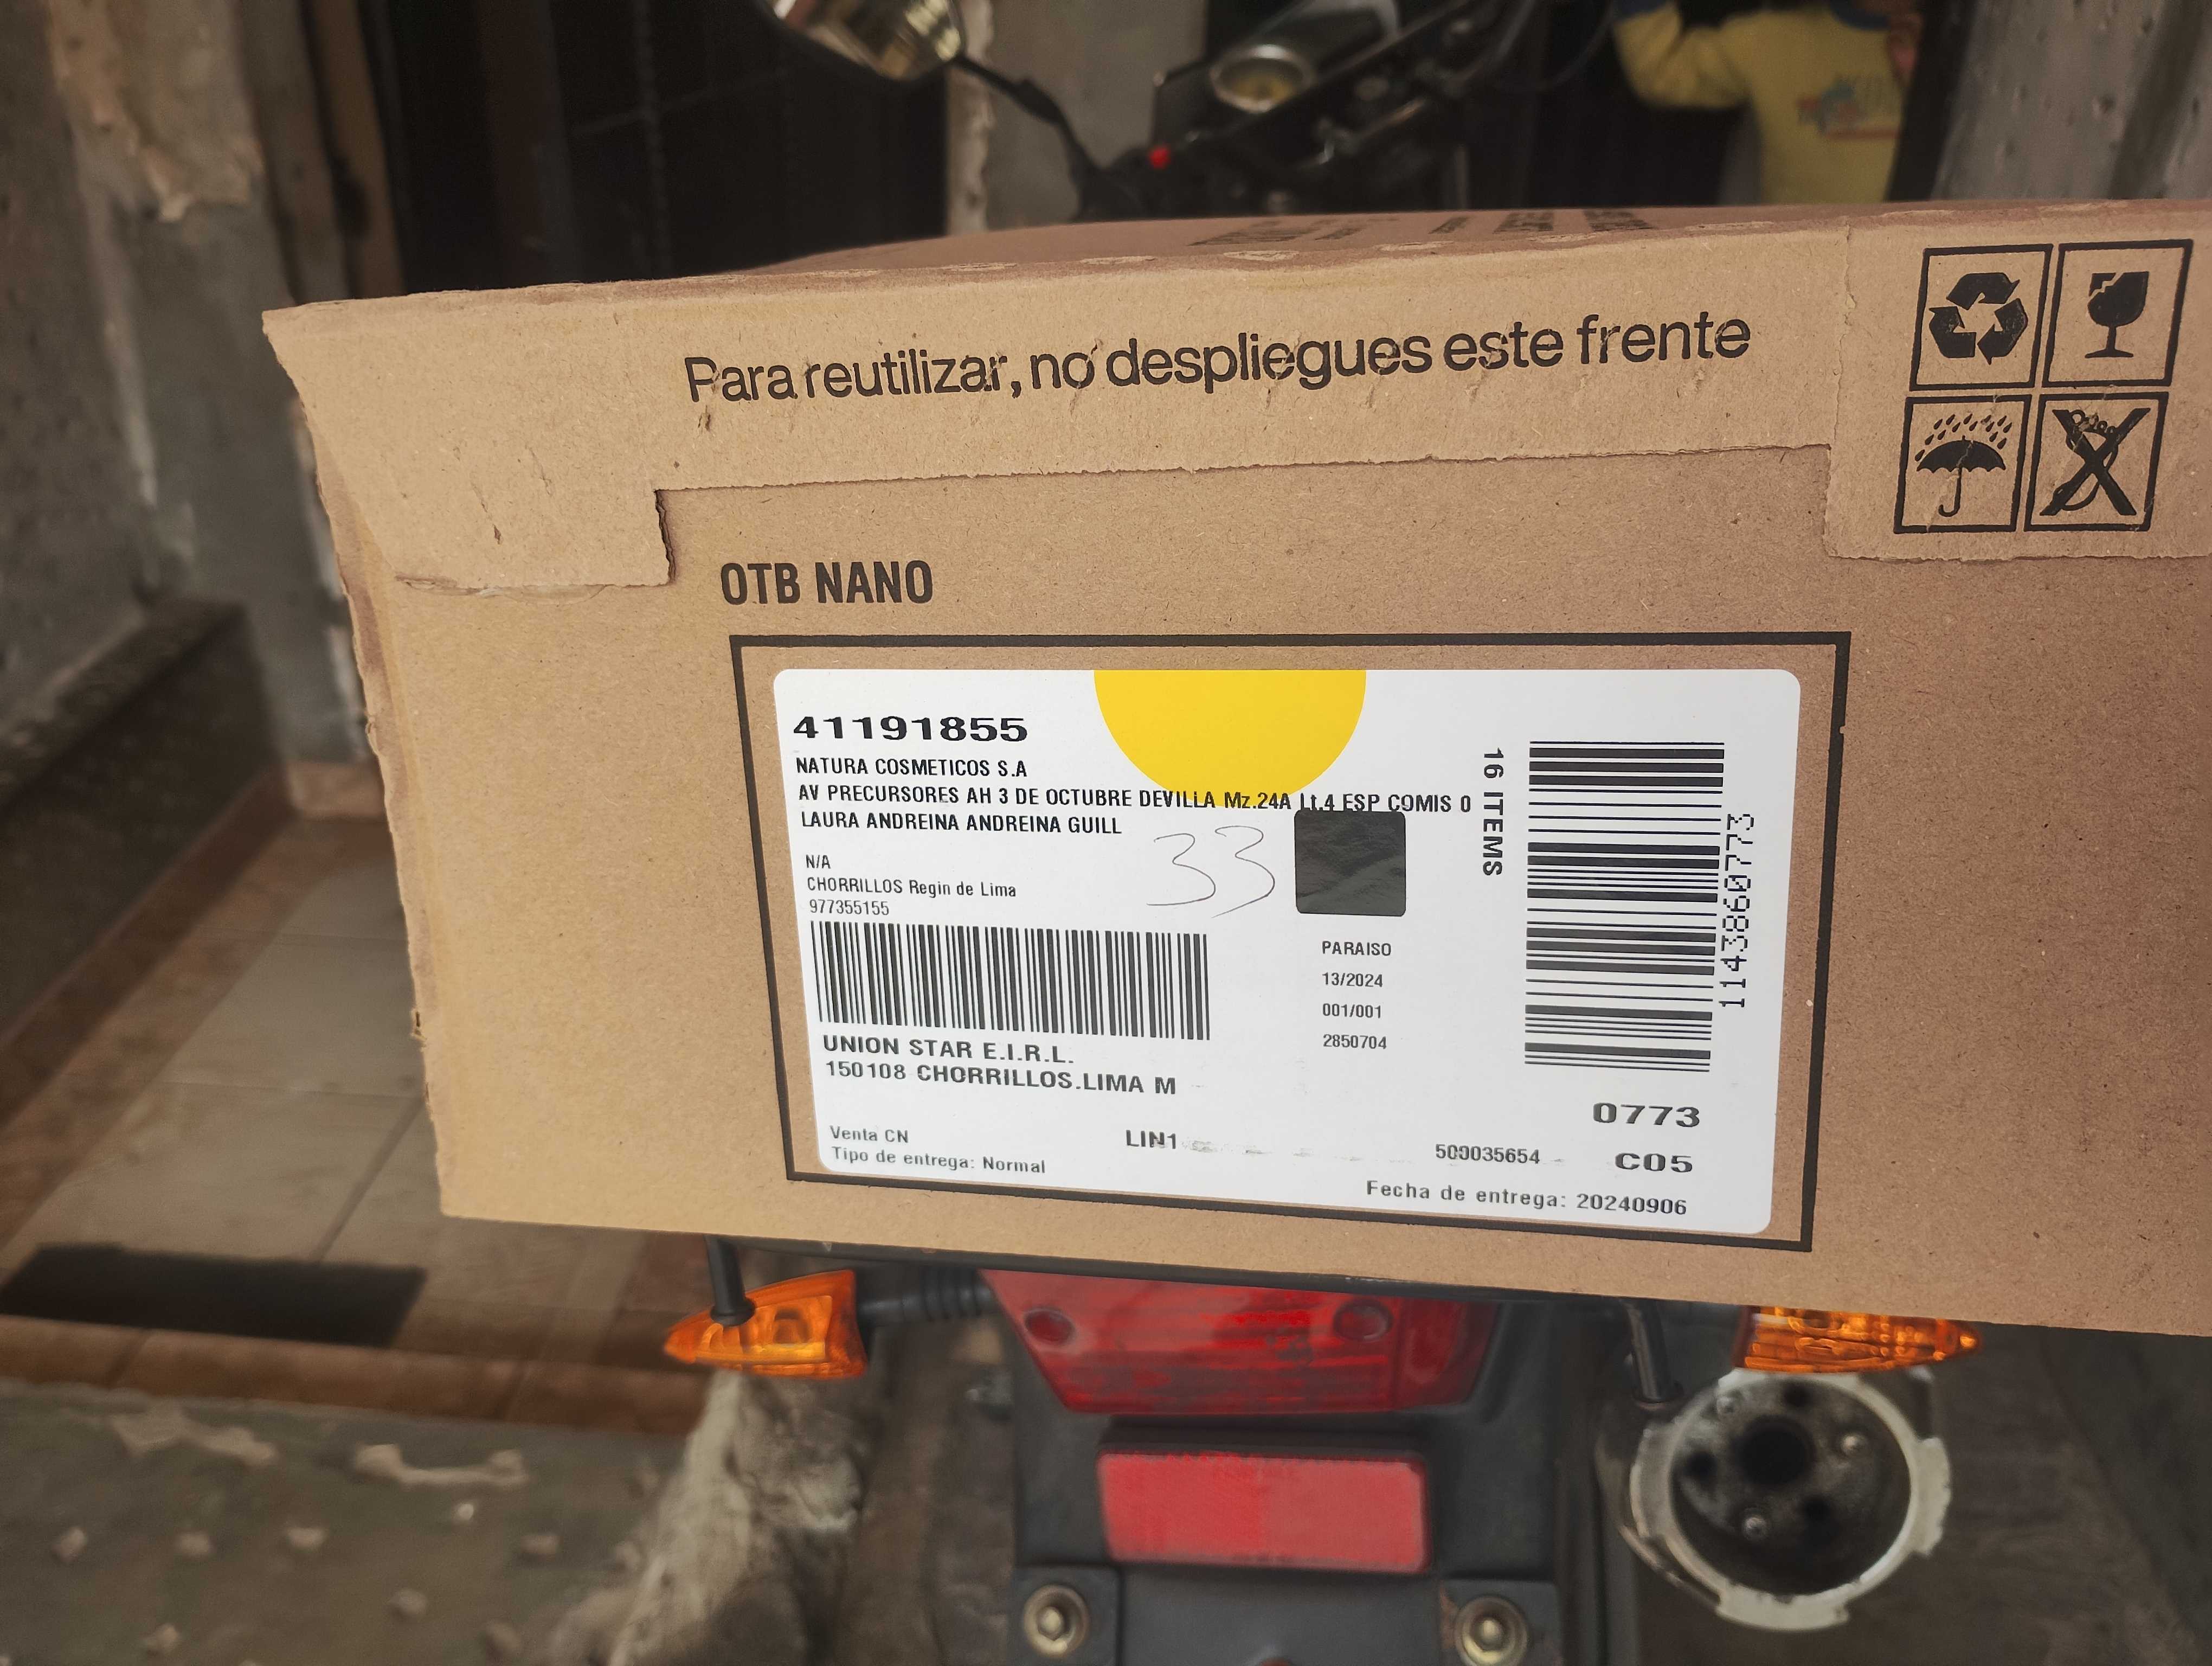 Para reutilizar, no despliegues este frente
OTB NANO
41191855
NATURA COSMETICOS S.A
AV PRECURSORES AH 3 DE OCTUBRE DEVILLA Mz.24A Lt.4 ESP COMIS 0
LAURA ANDREINA ANDREINA GUILL
33
N/A
CHORRILLOS Regin de Lima
977355155
16 ITEMS
1143860773
PARAISO
13/2024
001/001
2850704
UNION STAR E.I.R.L.
150108 CHORRILLOS.LIMA M
0773
Venta CN
LIN1
509035654
C05
Tipo de entrega: Normal
Fecha de entrega: 20240906